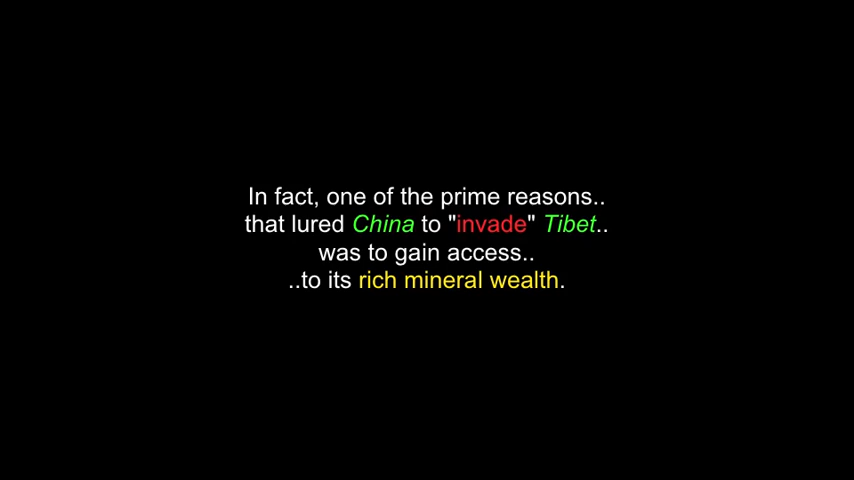 In fact, one of the prime reasons..
that lured China to "invade" Tibet..
was to gain access..
..to its rich mineral wealth.